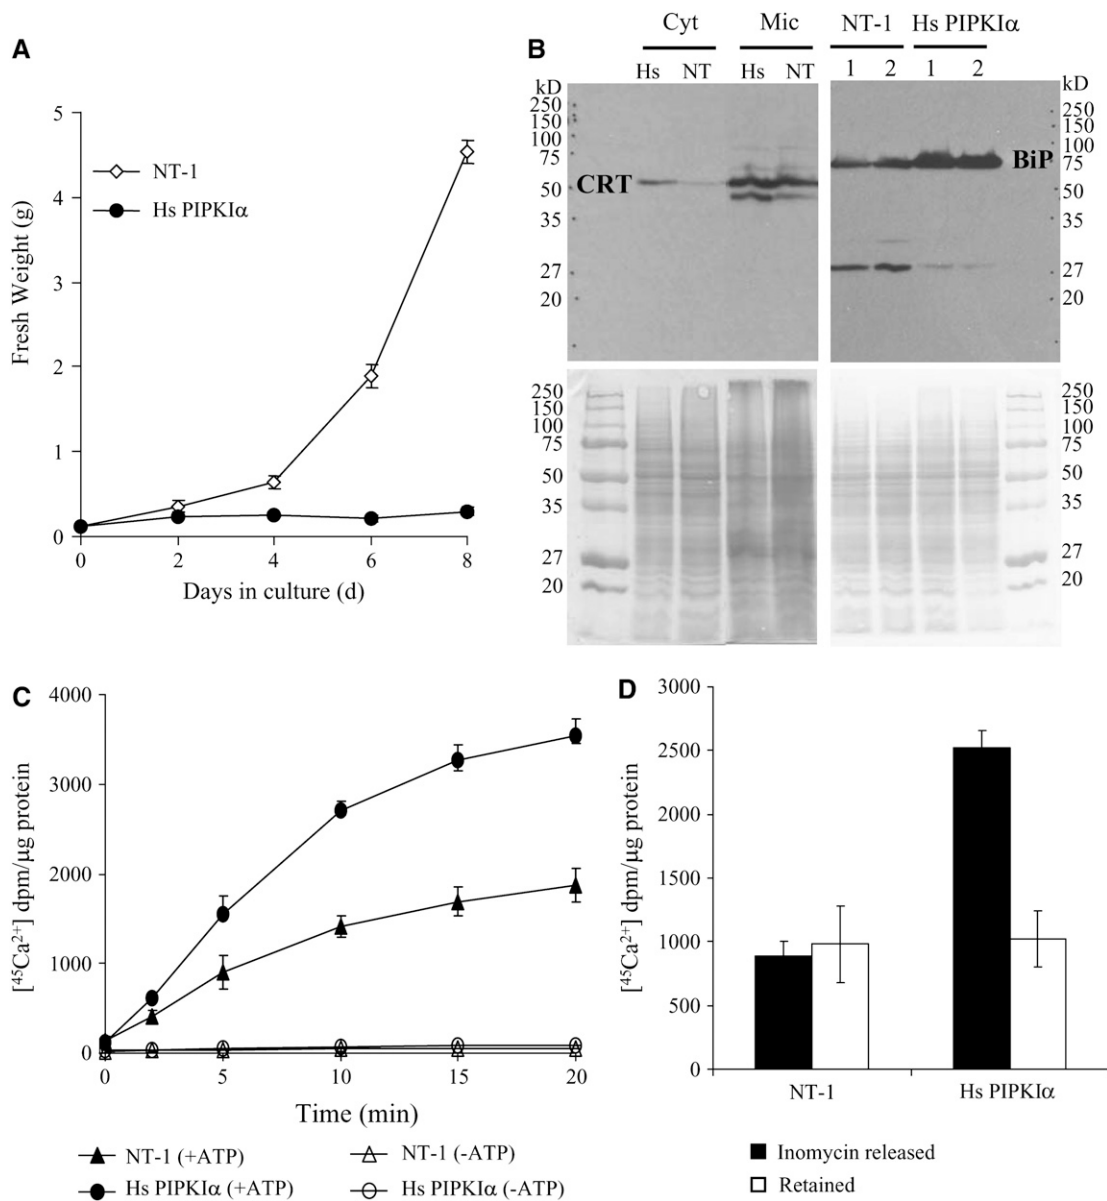 A
Fresh Weight (g)
5
4
3
2
1
0
NT-1
Hs PIPKIα
0 2 4 6 8
Days in culture (d)
B
Cyt Mic NT-1 Hs PIPKIα
Hs NT Hs NT 1 2 1 2
kD
250
150
100
75
50
35
27
20
CRT
BiP
kD
250
150
100
75
50
35
27
20
250
150
100
75
50
35
27
20
250
150
100
75
50
35
27
20
C
[⁴⁵Ca²⁺] dpm/μg protein
4000
3000
2000
1000
0
0 5 10 15 20
Time (min)
NT-1 (+ATP) NT-1 (-ATP)
Hs PIPKIα (+ATP) Hs PIPKIα (-ATP)
D
[⁴⁵Ca²⁺] dpm/μg protein
3000
2500
2000
1500
1000
500
0
NT-1 Hs PIPKIα
Inomycin released
Retained